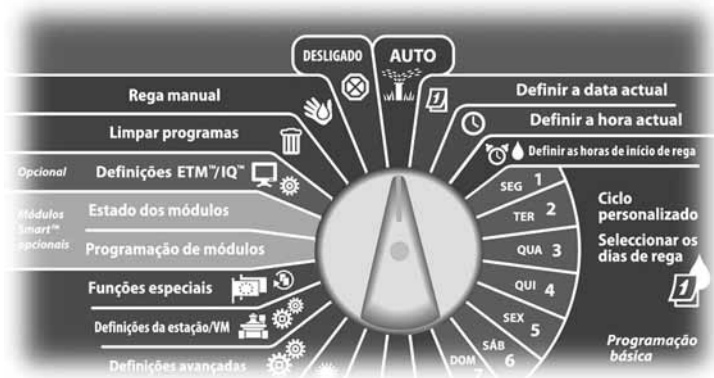 DESLIGADO
AUTO
Rega manual
Limpar programas
Opcional
Definições ETM™/IQ™
Módulos
Smart™
opcionais
Estado dos módulos
Programação de módulos
Funções especiais
Definições da estação/VM
Definições avançadas
Definir a data actual
Definir a hora actual
Definir as horas de início de rega
SEG 1
TER 2
QUA 3
QUI 4
SEX 5
SÁB 6
DOM 7
Ciclo
personalizado
Seleccionar os
dias de rega
1
1
Programação
básica